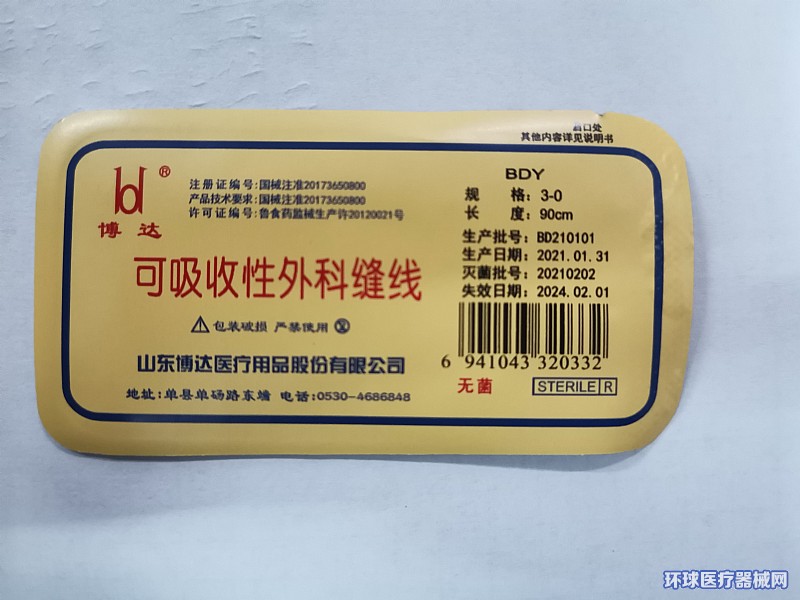 启口处
其他内容详见说明书
bd®
博达
注册证编号:国械注准20173650800
产品技术要求:国械注准20173650800
许可证编号:鲁食药监械生产许20120021号
可吸收性外科缝线
包装破损 严禁使用
山东博达医疗用品股份有限公司
地址:单县单砀路东端 电话:0530-4686848
BDY
规 格: 3-0
长 度: 90cm
生产批号: BD210101
生产日期: 2021.01.31
灭菌批号: 20210202
失效日期: 2024.02.01
6 941043 320332
无菌 STERILE R
环球医疗器械网